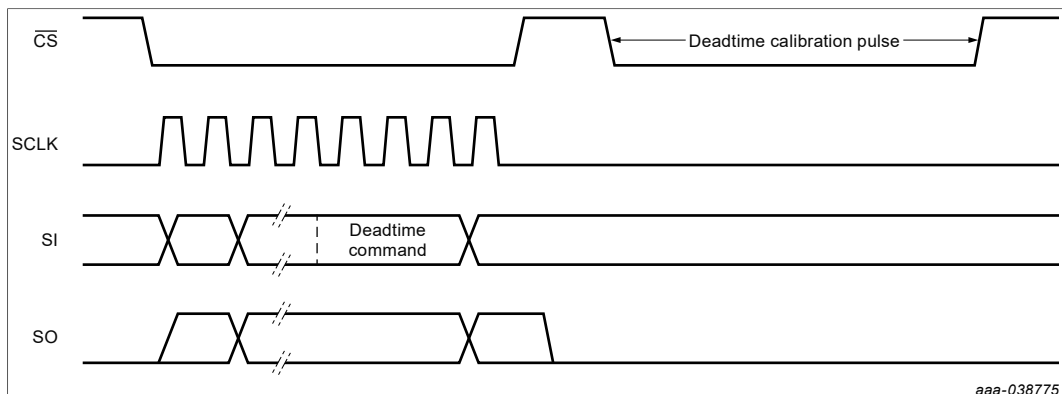 CS
Deadtime calibration pulse
SCLK
SI
Deadtime
command
SO
aaa-038775